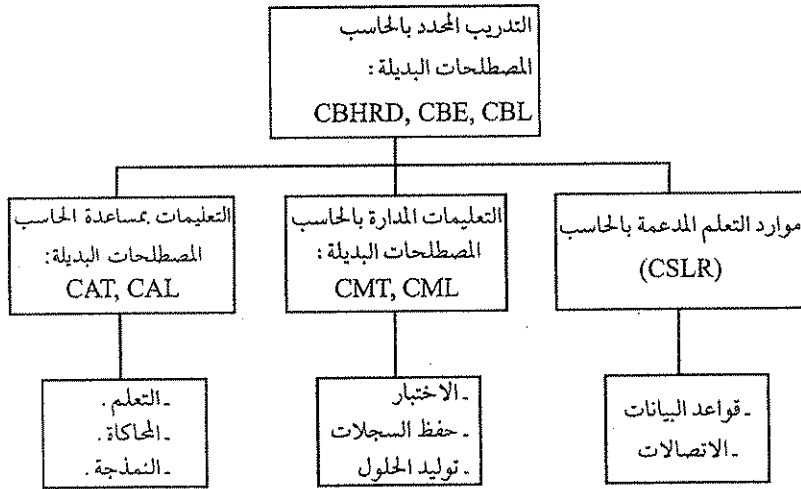 التدريب المحدد بالحاسب
المصطلحات البديلة :
CBHRD, CBE, CBL
التعليمات بمساعدة الحاسب
المصطلحات البديلة:
CAT, CAL
التعليمات المدارة بالحاسب
المصطلحات البديلة :
CMT, CML
موارد التعلم المدعمة بالحاسب
(CSLR)
ـ التعلم .
ـ المحاكاة .
ـ النمذجة .
ـ الاختبار
ـ حفظ السجلات
ـ توليد الحلول
ـ قواعد البيانات
ـ الاتصالات